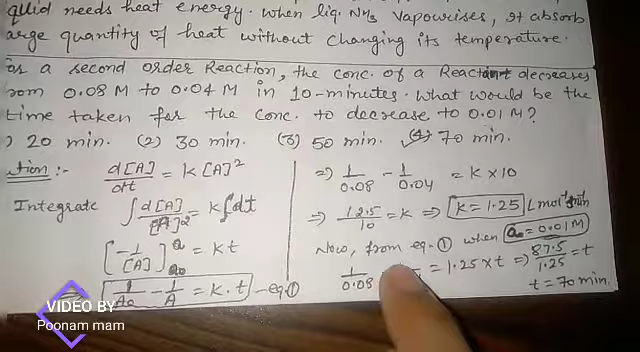 quid needs heat energy. when liq. NH3 vapourises, it absorb
arge quantity of heat without changing its temperature.
or a second order Reaction, the conc. of a Reactant decreases
rom 0.08 M to 0.04 M in 10-minutes. what would be the
time taken for the conc. to decrease to 0.01 M?
) 20 min. (2) 30 min. (3) 50 min. (4) 70 min.
ution :- d[A]/dt = k [A]^2
Integrate ∫ d[A]/[A]^2 = k ∫ dt
[-1/[A]]^a_a0 = kt
1/A0 - 1/A = k.t - eq. ①
=> 1/0.08 - 1/0.04 = k × 10
=> 12.5/10 = k => k = 1.25 L mol^-1 min^-1
Now, from eq. ① when a0 = 0.01 M
1/0.08 = 1.25 × t => 87.5/1.25 = t
t = 70 min.
VIDEO BY
Poonam mam